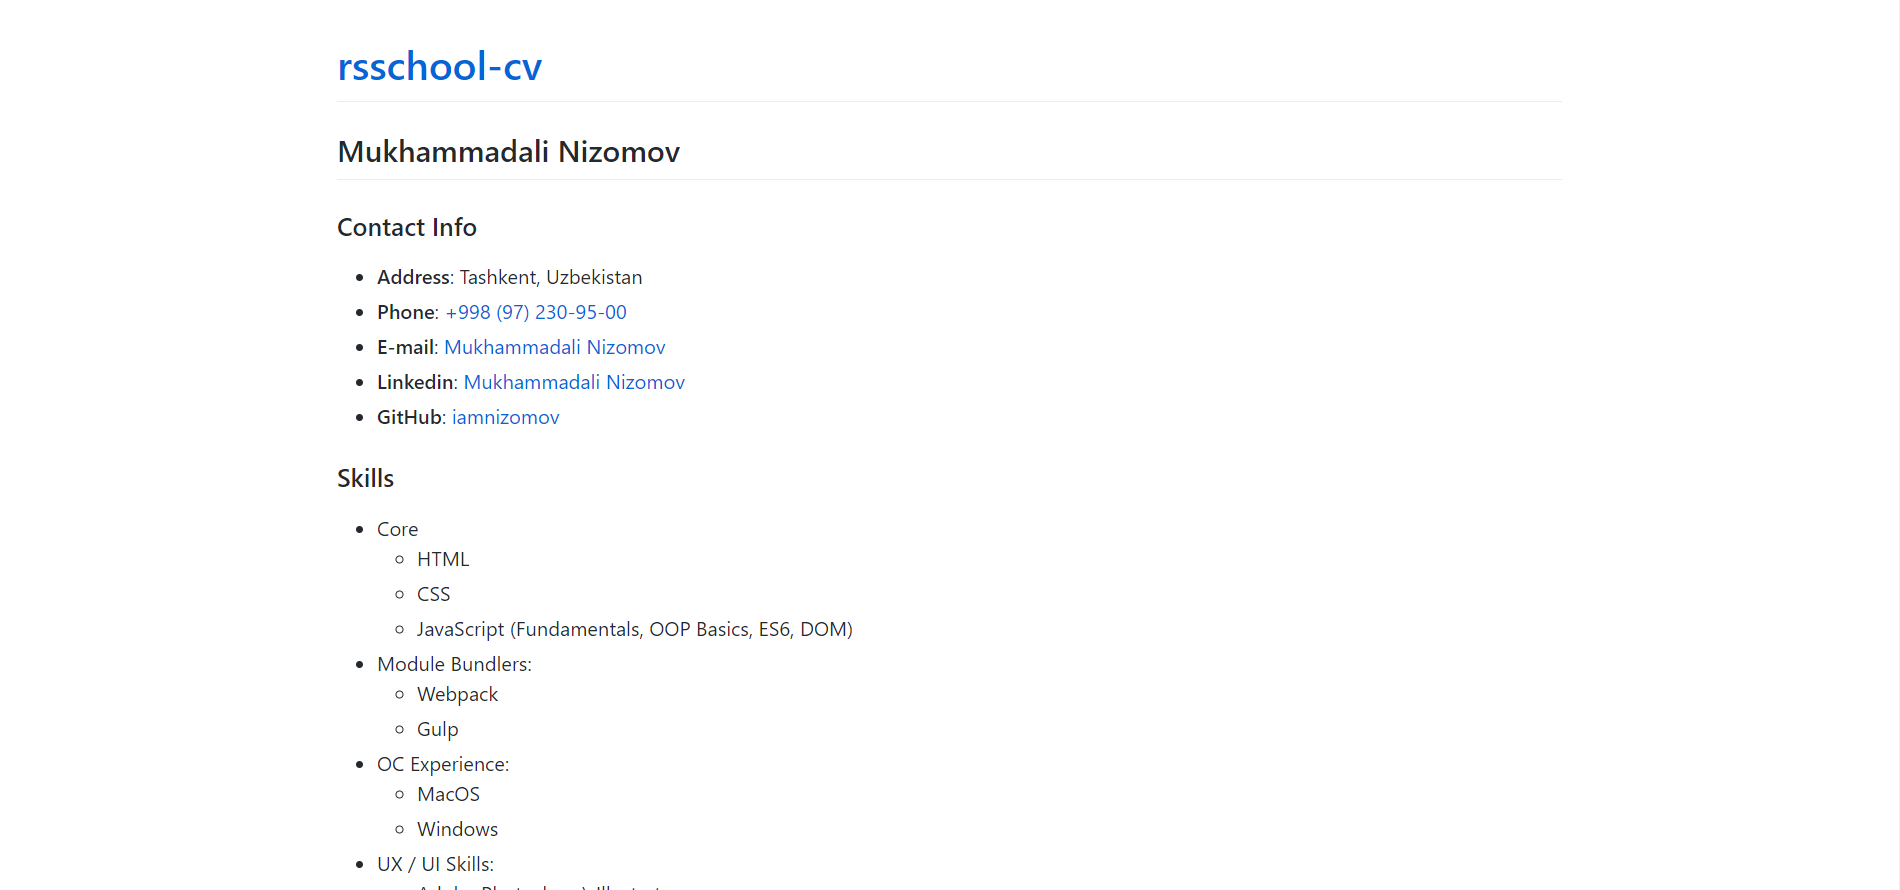 rsschool-cv
Mukhammadali Nizomov
Contact Info
Address: Tashkent, Uzbekistan
Phone: +998 (97) 230-95-00
E-mail: Mukhammadali Nizomov
Linkedin: Mukhammadali Nizomov
GitHub: iamnizomov
Skills
Core
HTML
CSS
JavaScript (Fundamentals, OOP Basics, ES6, DOM)
Module Bundlers:
Webpack
Gulp
OC Experience:
MacOS
Windows
UX / UI Skills: